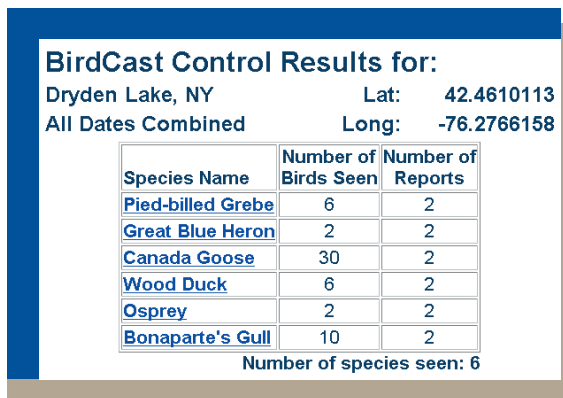 BirdCast Control Results for:
Dryden Lake, NY Lat: 42.4610113
All Dates Combined Long: -76.2766158
Species Name Number of Birds Seen Number of Reports
Pied-billed Grebe 6 2
Great Blue Heron 2 2
Canada Goose 30 2
Wood Duck 6 2
Osprey 2 2
Bonaparte's Gull 10 2
Number of species seen: 6